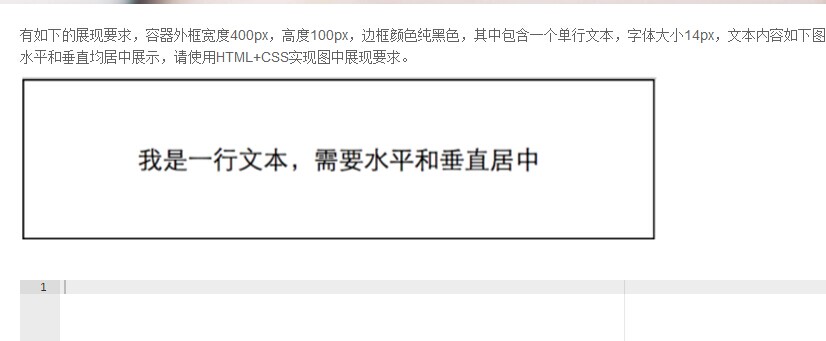 有如下的展现要求，容器外框宽度400px，高度100px，边框颜色纯黑色，其中包含一个单行文本，字体大小14px，文本内容如下图
水平和垂直均居中展示，请使用HTML+CSS实现图中展现要求。
我是一行文本，需要水平和垂直居中
1